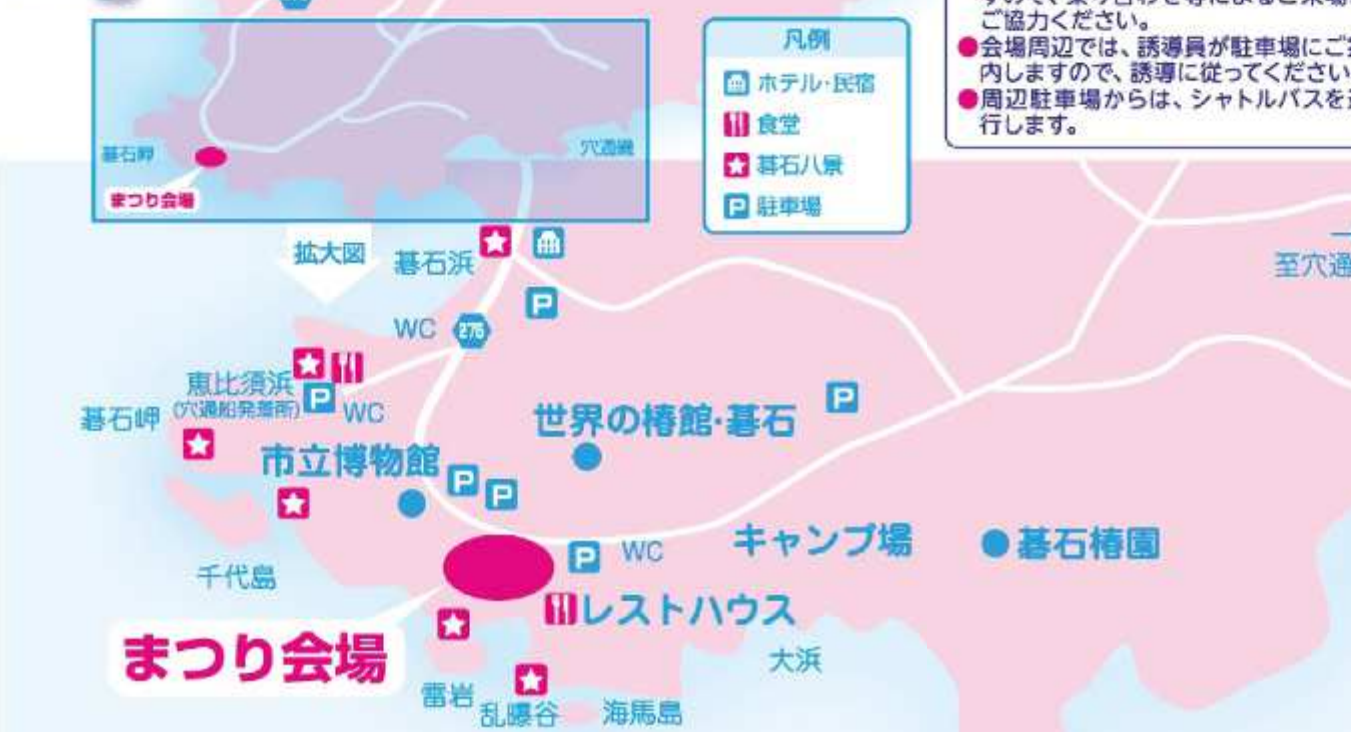 ご協力ください。
●会場周辺では、誘導員が駐車場にご
内しますので、誘導に従ってください
●周辺駐車場からは、シャトルバスを
行します。
凡例
ホテル・民宿
食堂
碁石八景
P 駐車場
碁石岬
穴通磯
まつり会場
拡大図
碁石浜
P
WC
275
至穴通
恵比須浜
(穴通船発着所)
P
WC
碁石岬
世界の椿館・碁石
P
市立博物館
P
P
P
WC
キャンプ場
碁石椿園
千代島
レストハウス
まつり会場
大浜
雷岩
乱曝谷
海馬島